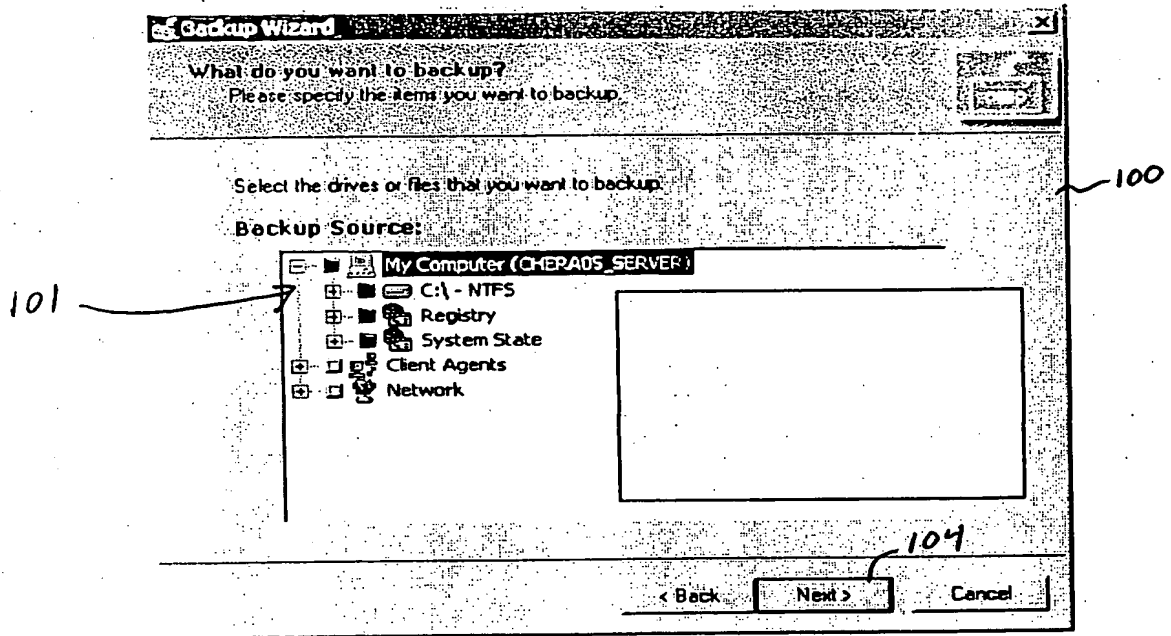 Backup Wizard
What do you want to backup?
Please specify the items you want to backup.
Select the drives or files that you want to backup.
100
Backup Source:
My Computer (CHERA05_SERVER)
101
C:\ - NTFS
Registry
System State
Client Agents
Network
104
< Back
Next >
Cancel